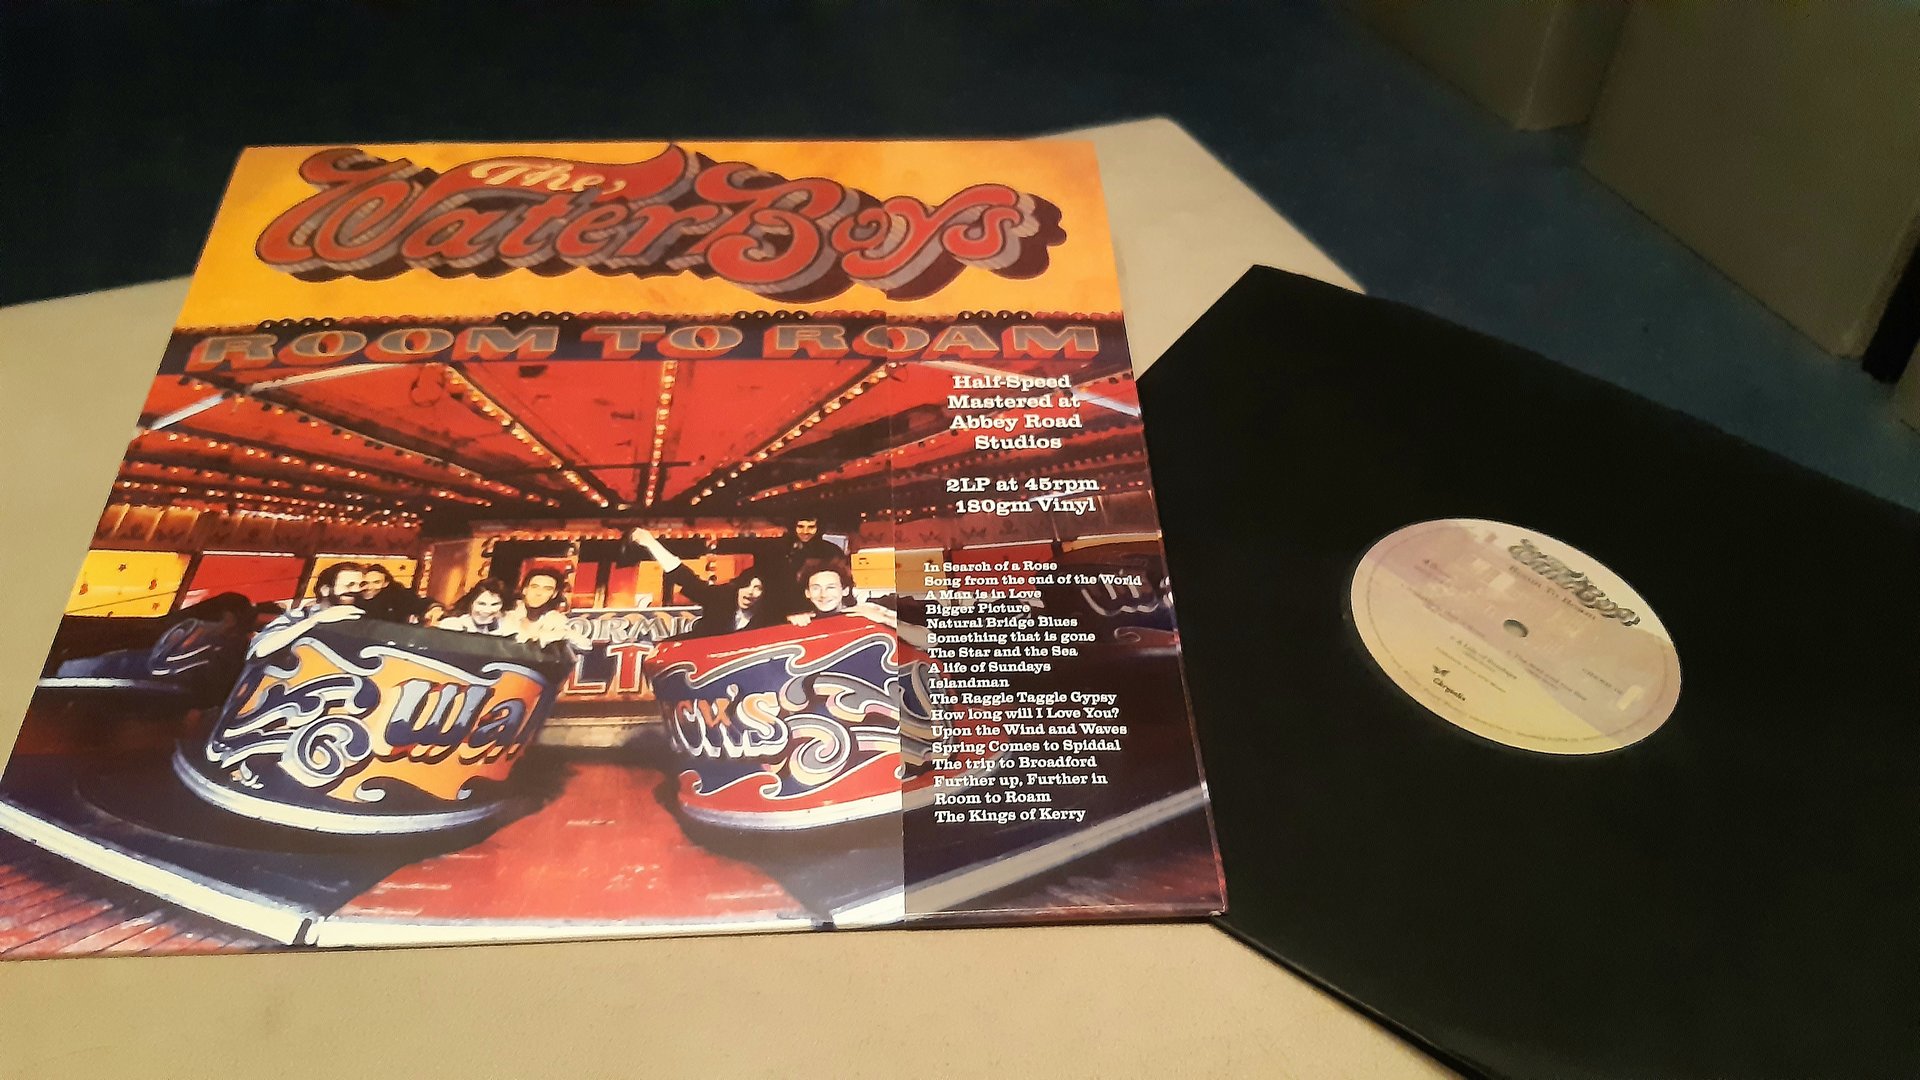 The
WaterBoys
ROOM TO ROAM
Half-Speed
Mastered at
Abbey Road
Studios
2LP at 45rpm
180gm Vinyl
In Search of a Rose
Song from the end of the World
A Man is in Love
Bigger Picture
Natural Bridge Blues
Something that is gone
The Star and the Sea
A life of Sundays
Islandman
The Raggle Taggle Gypsy
How long will I Love You?
Upon the Wind and Waves
Spring Comes to Spiddal
The trip to Broadford
Further up, Further in
Room to Roam
The Kings of Kerry
Wa
CK'S
WaterBoys
Room To Roam
Chrysalis